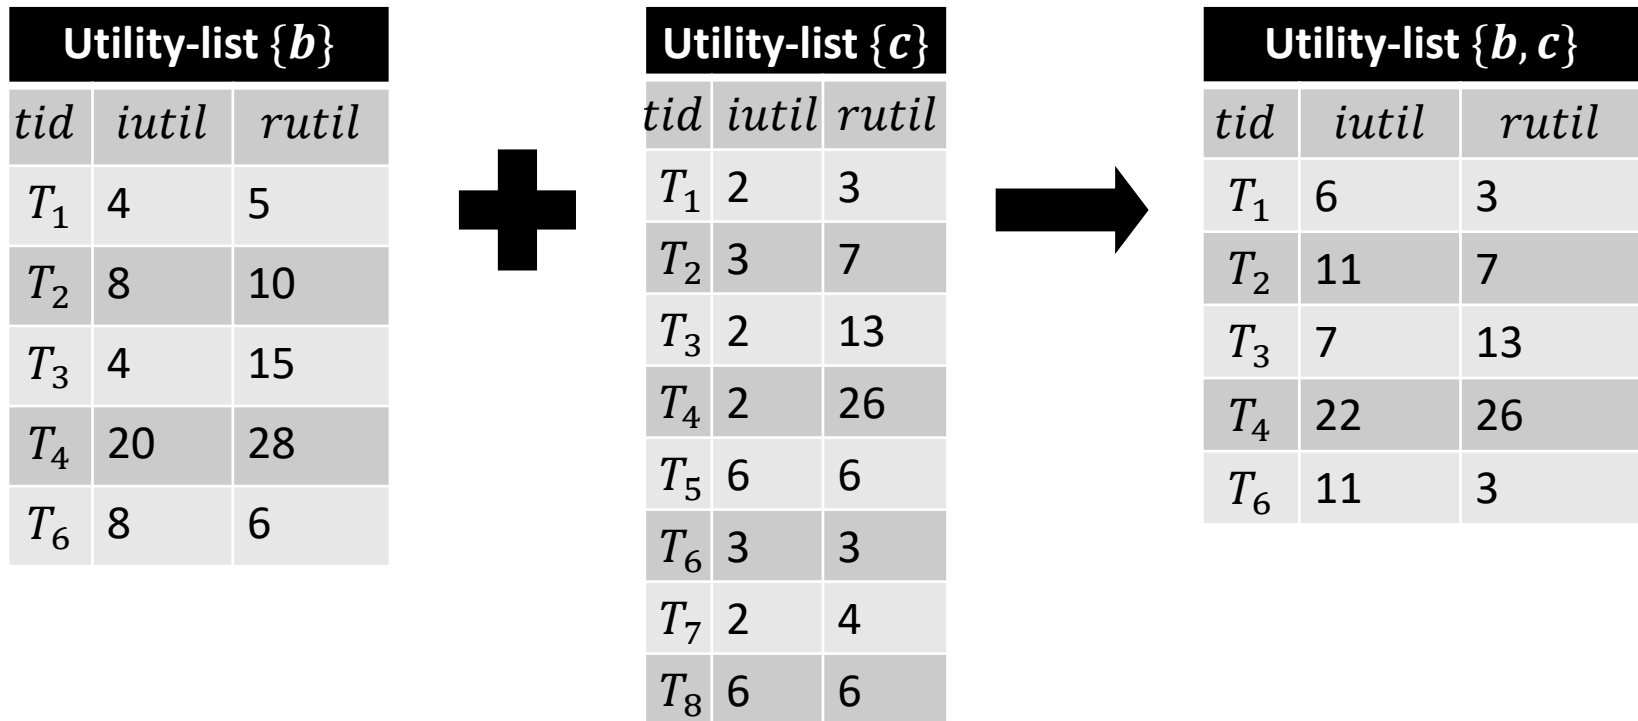 Utility-list {b}
tid iutil rutil
T1 4 5
T2 8 10
T3 4 15
T4 20 28
T6 8 6
Utility-list {c}
tid iutil rutil
T1 2 3
T2 3 7
T3 2 13
T4 2 26
T5 6 6
T6 3 3
T7 2 4
T8 6 6
Utility-list {b, c}
tid iutil rutil
T1 6 3
T2 11 7
T3 7 13
T4 22 26
T6 11 3